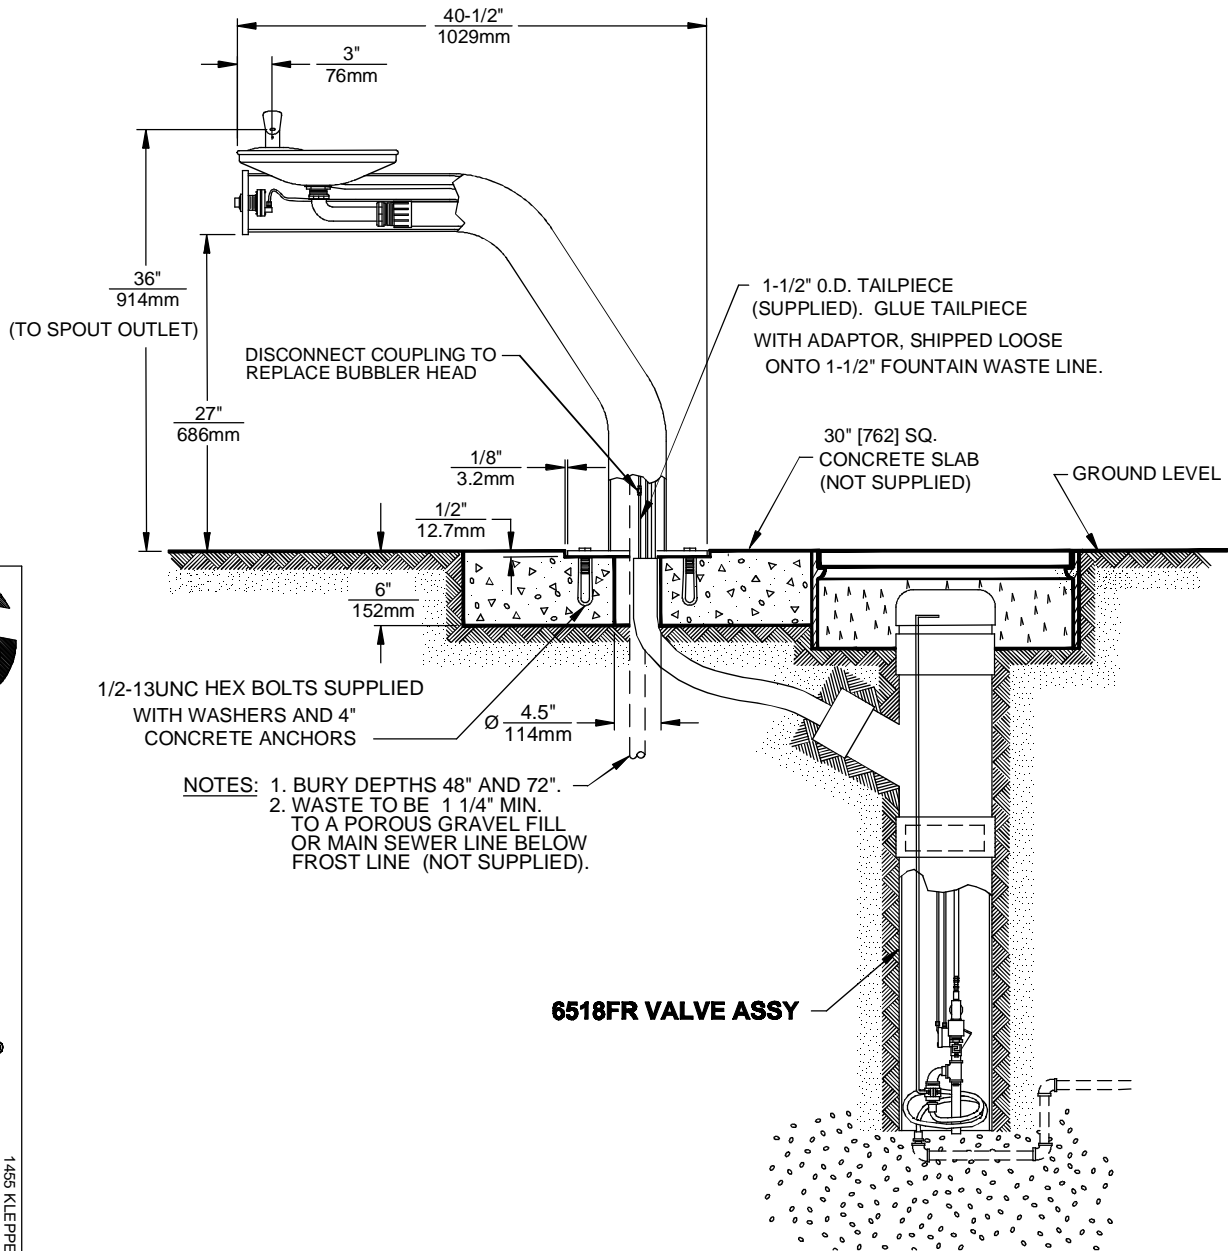 40-1/2"
1029mm
3"
76mm
36"
914mm
(TO SPOUT OUTLET)
1-1/2" 0.D. TAILPIECE
(SUPPLIED). GLUE TAILPIECE
WITH ADAPTOR, SHIPPED LOOSE
ONTO 1-1/2" FOUNTAIN WASTE LINE.
DISCONNECT COUPLING TO
REPLACE BUBBLER HEAD
27"
686mm
30" [762] SQ.
CONCRETE SLAB
(NOT SUPPLIED)
GROUND LEVEL
1/8"
3.2mm
1/2"
12.7mm
6"
152mm
1/2-13UNC HEX BOLTS SUPPLIED
WITH WASHERS AND 4"
CONCRETE ANCHORS
Ø 4.5"
114mm
NOTES: 1. BURY DEPTHS 48" AND 72".
2. WASTE TO BE 1 1/4" MIN.
TO A POROUS GRAVEL FILL
OR MAIN SEWER LINE BELOW
FROST LINE (NOT SUPPLIED).
6518FR VALVE ASSY
1455 KLEPPE